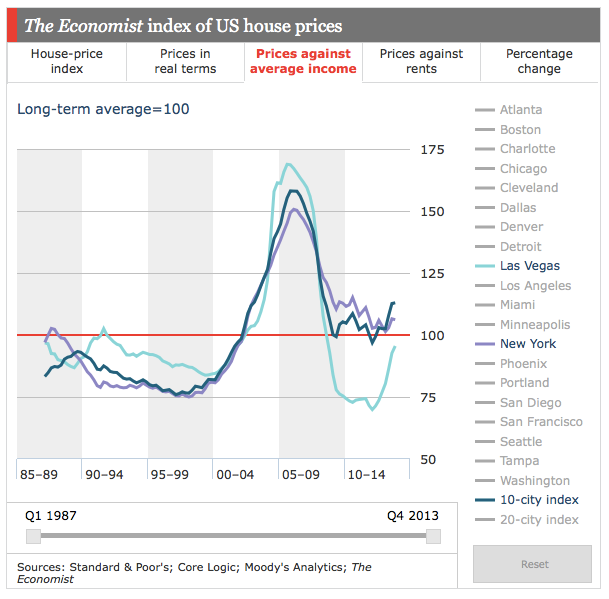 The Economist index of US house prices
House-price
index
Prices in
real terms
Prices against
average income
Prices against
rents
Percentage
change
Long-term average=100
175
150
125
100
75
50
85–89
90–94
95–99
00–04
05–09
10–14
Atlanta
Boston
Charlotte
Chicago
Cleveland
Dallas
Denver
Detroit
Las Vegas
Los Angeles
Miami
Minneapolis
New York
Phoenix
Portland
San Diego
San Francisco
Seattle
Tampa
Washington
10-city index
20-city index
Q1 1987
Q4 2013
Sources: Standard & Poor's; Core Logic; Moody's Analytics; The
Economist
Reset